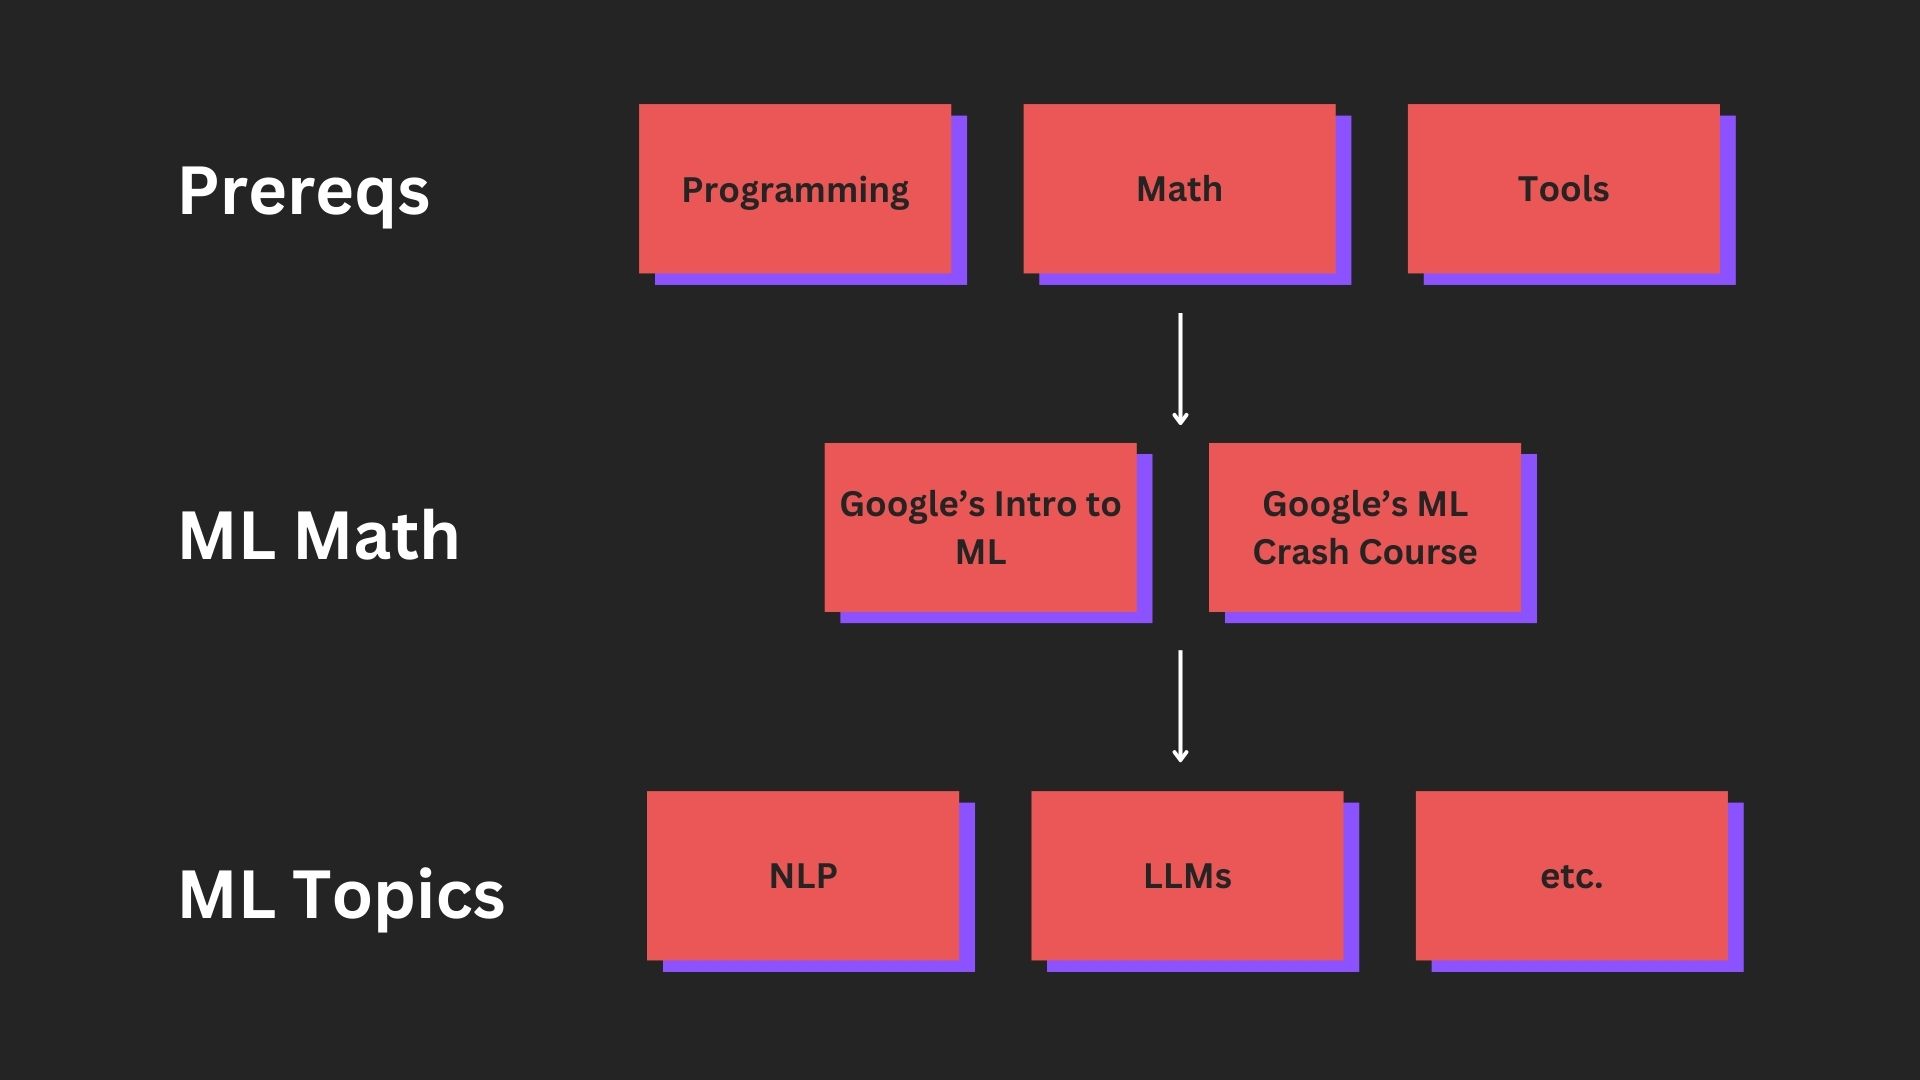 Prereqs
Programming
Math
Tools
ML Math
Google’s Intro to
ML
Google’s ML
Crash Course
ML Topics
NLP
LLMs
etc.